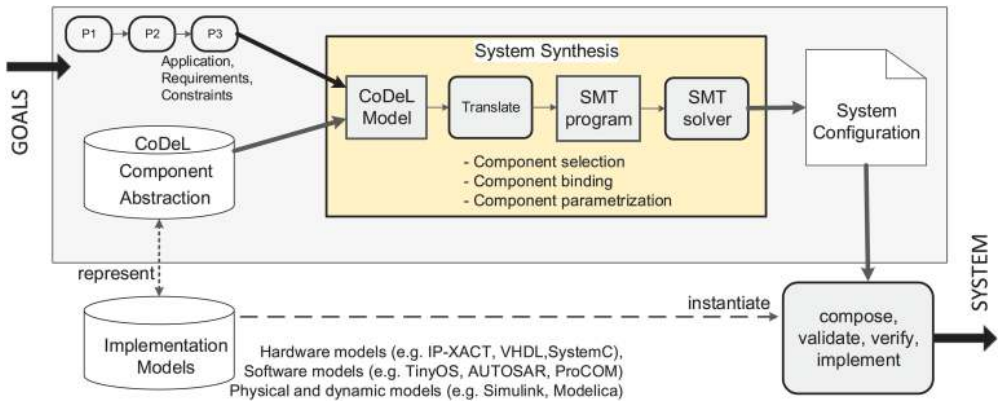 GOALS
P1
P2
P3
Application,
Requirements,
Constraints
System Synthesis
CoDeL
Model
Translate
SMT
program
SMT
solver
- Component selection
- Component binding
- Component parametrization
System
Configuration
CoDeL
Component
Abstraction
represent
Implementation
Models
instantiate
Hardware models (e.g. IP-XACT, VHDL,SystemC),
Software models (e.g. TinyOS, AUTOSAR, ProCOM)
Physical and dynamic models (e.g. Simulink, Modelica)
compose,
validate, verify,
implement
SYSTEM